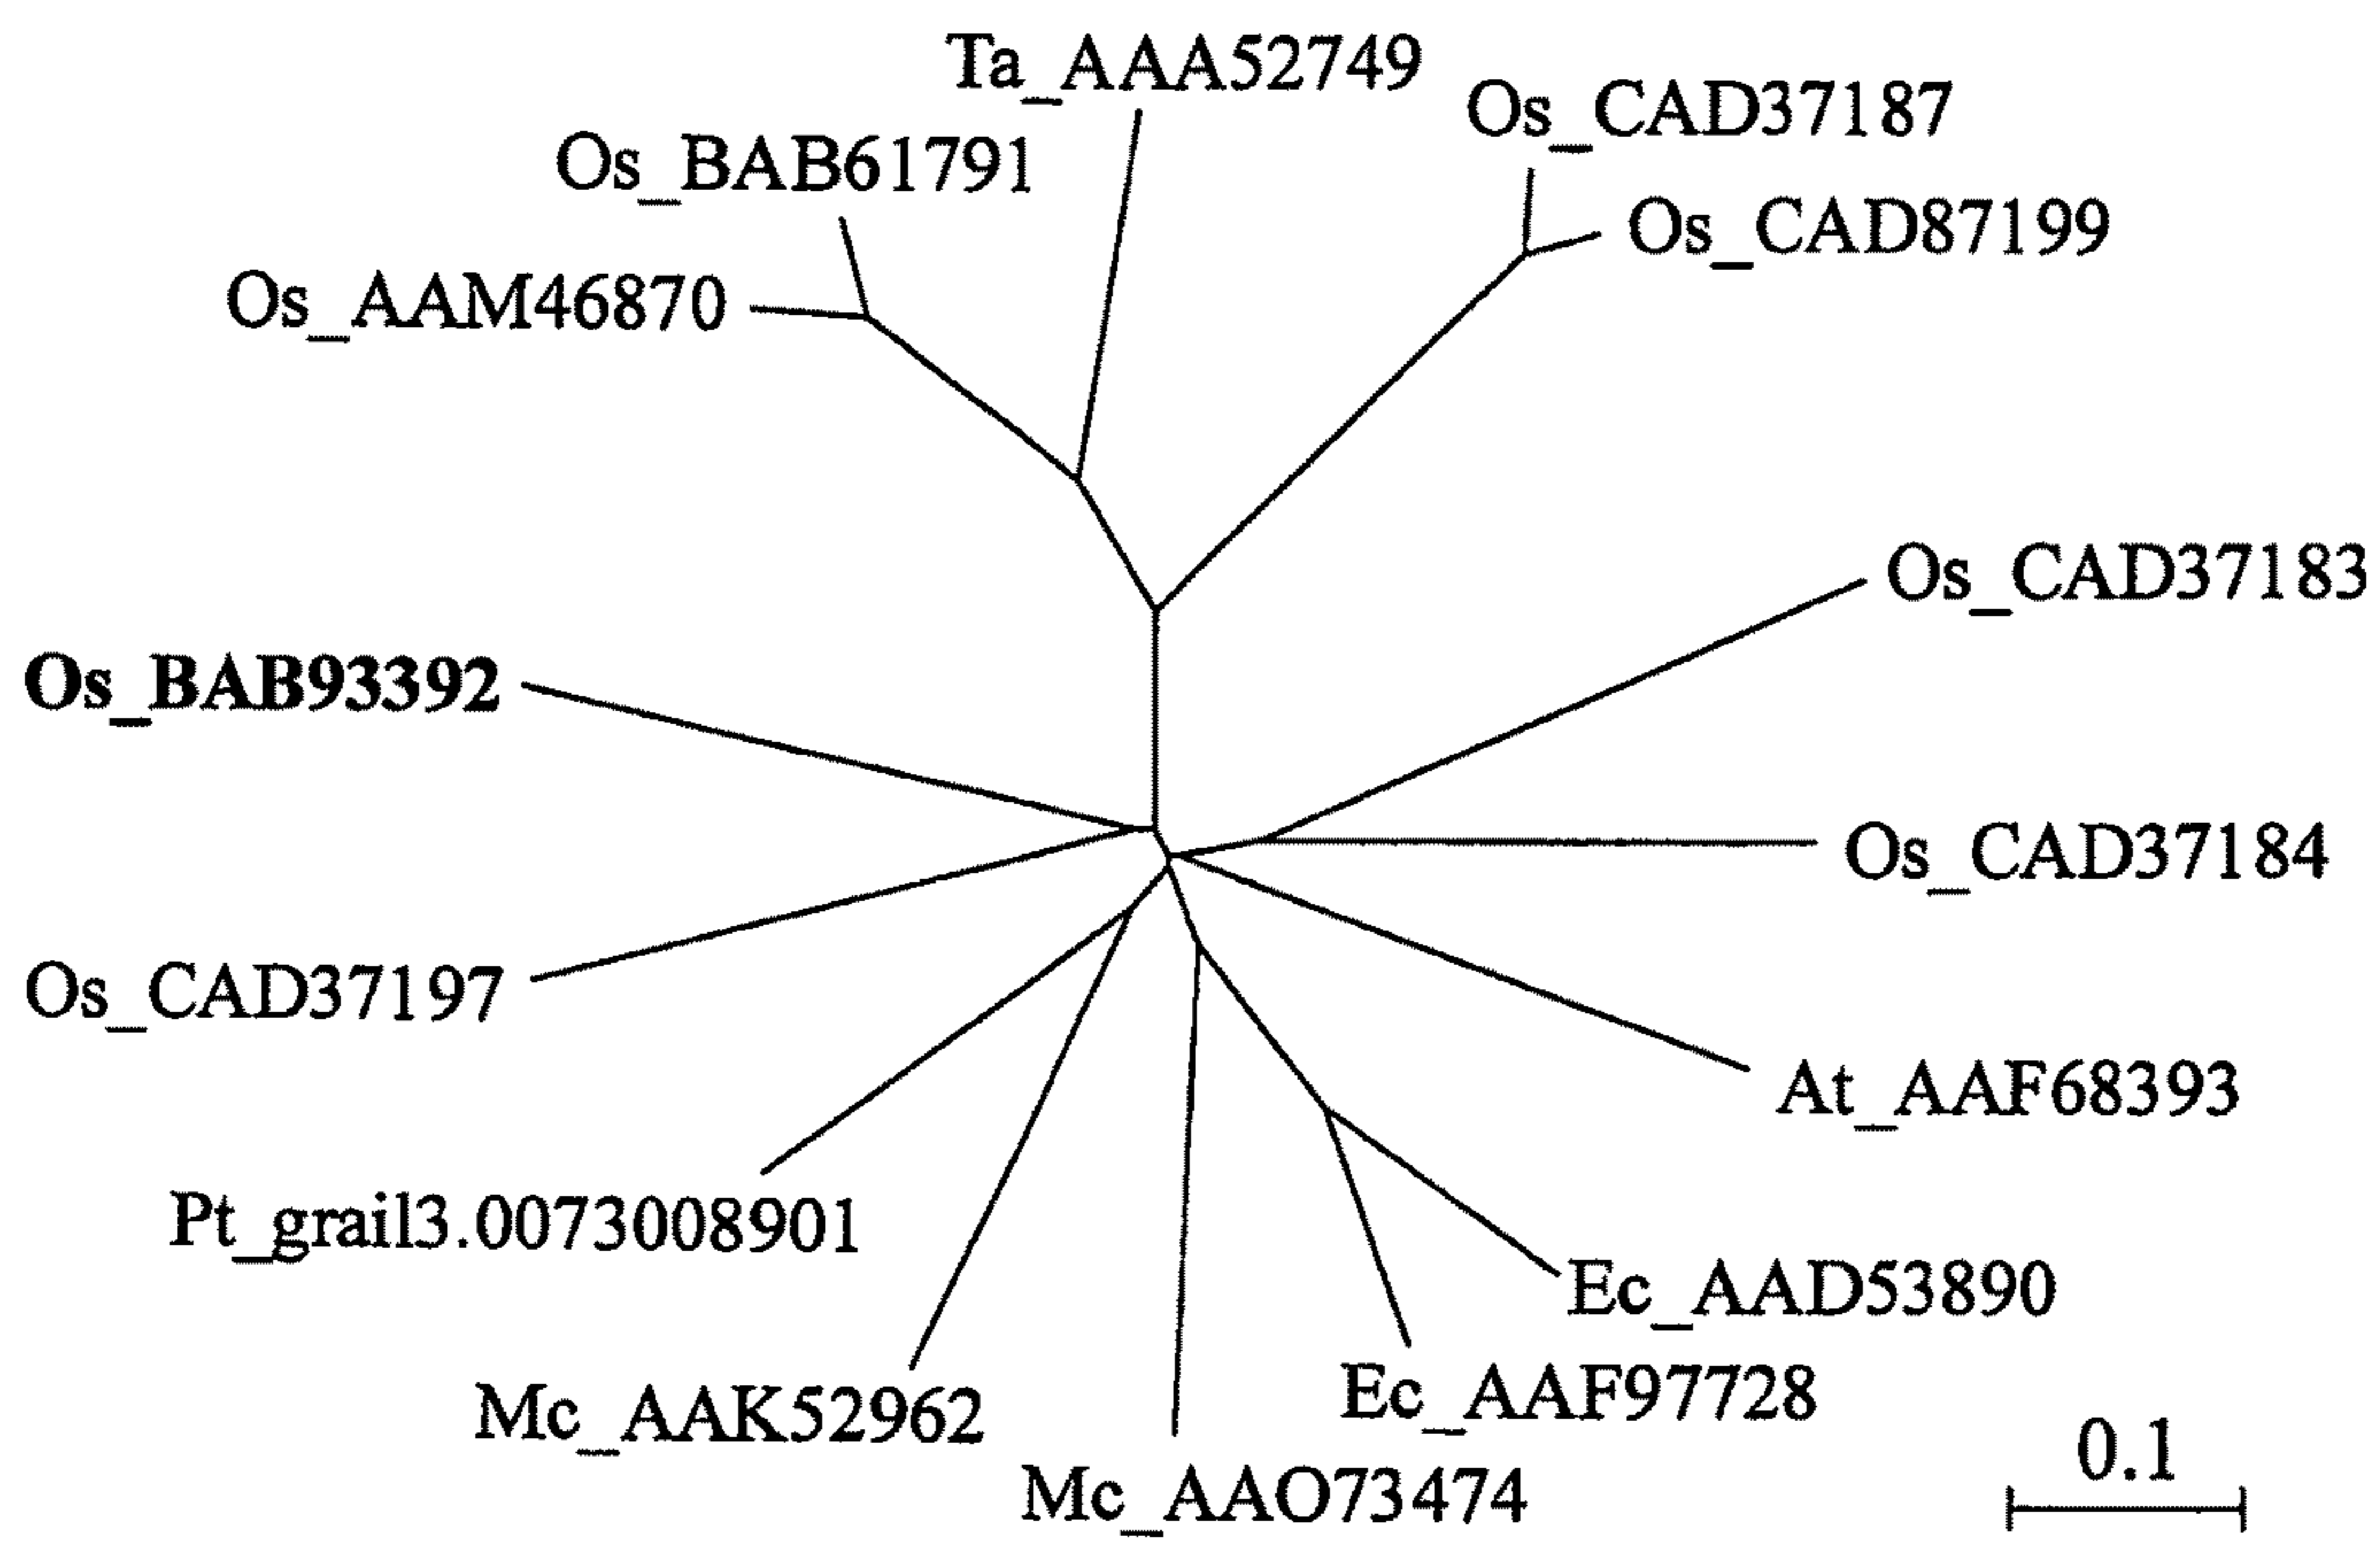 Ta_AAA52749
Os_CAD37187
Os_BAB61791
Os_CAD87199
Os_AAM46870
Os_CAD37183
Os_BAB93392
Os_CAD37184
Os_CAD37197
At_AAF68393
Pt_grail3.0073008901
Ec_AAD53890
Mc_AAK52962
Ec_AAF97728
Mc_AAO73474
0.1